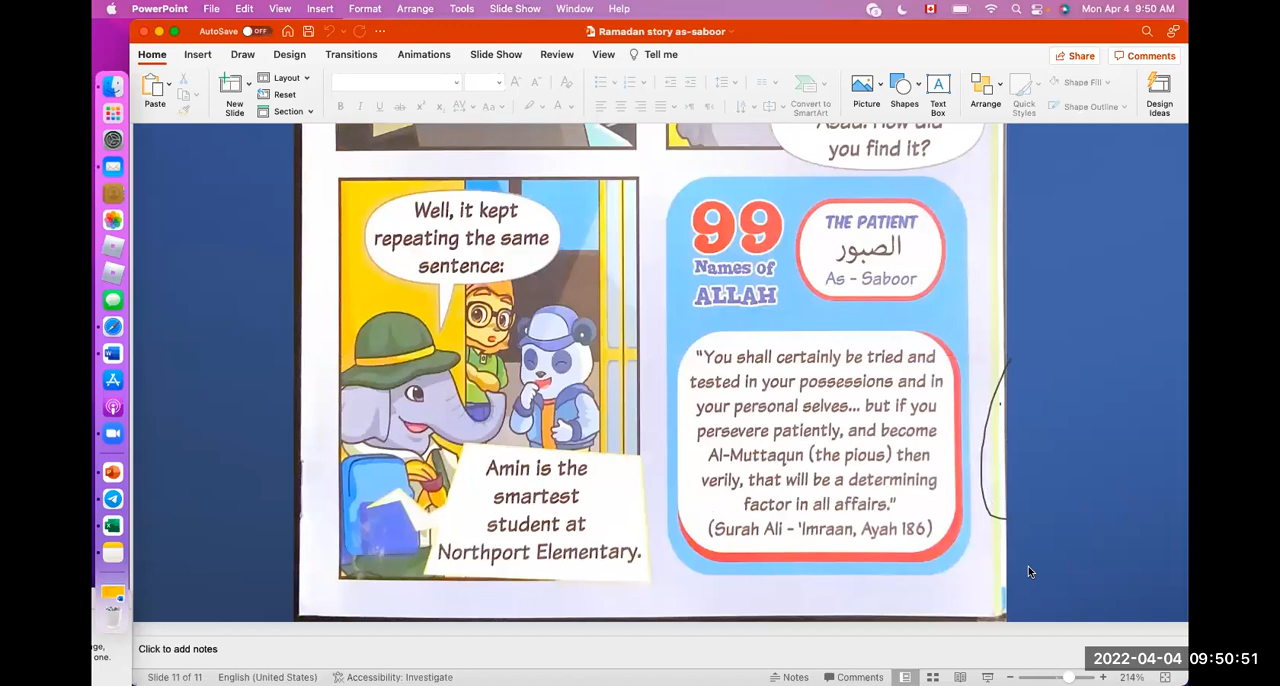 PowerPoint File Edit View Insert Format Arrange Tools Slide Show Window Help
Mon Apr 4 9:50 AM
AutoSave OFF
Ramadan story as-saboor
Home Insert Draw Design Transitions Animations Slide Show Review View Tell me
Share Comments
Paste
New
Slide
Layout
Reset
Section
Convert to
SmartArt
Picture
Shapes
Text
Box
Arrange
Quick
Styles
Shape Fill
Shape Outline
Design
Ideas
you find it?
Well, it kept
repeating the same
sentence:
Amin is the
smartest
student at
Northport Elementary.
99
Names of
ALLAH
THE PATIENT
الصبور
As - Saboor
"You shall certainly be tried and
tested in your possessions and in
your personal selves... but if you
persevere patiently, and become
Al-Muttaqun (the pious) then
verily, that will be a determining
factor in all affairs."
(Surah Ali - 'Imraan, Ayah 186)
Click to add notes
ge,
one.
Slide 11 of 11 English (United States) Accessibility: Investigate
Notes Comments
214%
2022-04-04 09:50:51